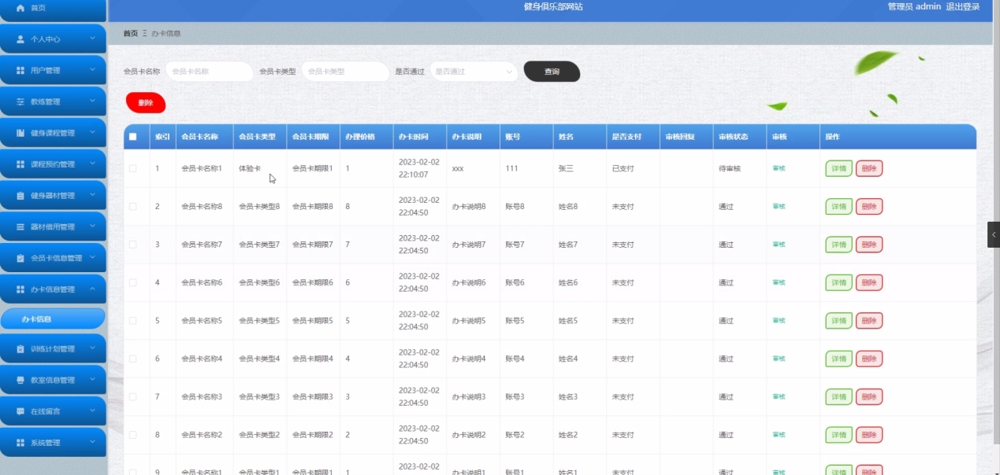 首页
健身俱乐部网站
管理员 admin 退出登录
个人中心
用户管理
教练管理
健身课程管理
课程预约管理
健身器材管理
器材借用管理
会员卡信息管理
办卡信息管理
办卡信息
训练计划管理
教室信息管理
在线留言
系统管理
首页 Ξ 办卡信息
会员卡名称 会员卡名称 会员卡类型 会员卡类型 是否通过 是否通过 查询
删除
索引 会员卡名称 会员卡类型 会员卡期限 办理价格 办卡时间 办卡说明 账号 姓名 是否支付 审核回复 审核状态 审核 操作
1 会员卡名称1 体验卡 会员卡期限1 1 2023-02-02 22:10:07 xxx 111 张三 已支付 待审核 审核 详情 删除
2 会员卡名称8 会员卡类型8 会员卡期限8 8 2023-02-02 22:04:50 办卡说明8 账号8 姓名8 未支付 通过 审核 详情 删除
3 会员卡名称7 会员卡类型7 会员卡期限7 7 2023-02-02 22:04:50 办卡说明7 账号7 姓名7 未支付 通过 审核 详情 删除
4 会员卡名称6 会员卡类型6 会员卡期限6 6 2023-02-02 22:04:50 办卡说明6 账号6 姓名6 未支付 通过 审核 详情 删除
5 会员卡名称5 会员卡类型5 会员卡期限5 5 2023-02-02 22:04:50 办卡说明5 账号5 姓名5 未支付 通过 审核 详情 删除
6 会员卡名称4 会员卡类型4 会员卡期限4 4 2023-02-02 22:04:50 办卡说明4 账号4 姓名4 未支付 通过 审核 详情 删除
7 会员卡名称3 会员卡类型3 会员卡期限3 3 2023-02-02 22:04:50 办卡说明3 账号3 姓名3 未支付 通过 审核 详情 删除
8 会员卡名称2 会员卡类型2 会员卡期限2 2 2023-02-02 22:04:50 办卡说明2 账号2 姓名2 未支付 通过 审核 详情 删除
9 会员卡名称1 会员卡类型1 会员卡期限1 1 2023-02-02 办卡说明1 账号1 姓名1 未支付 通过 审核 详情 删除